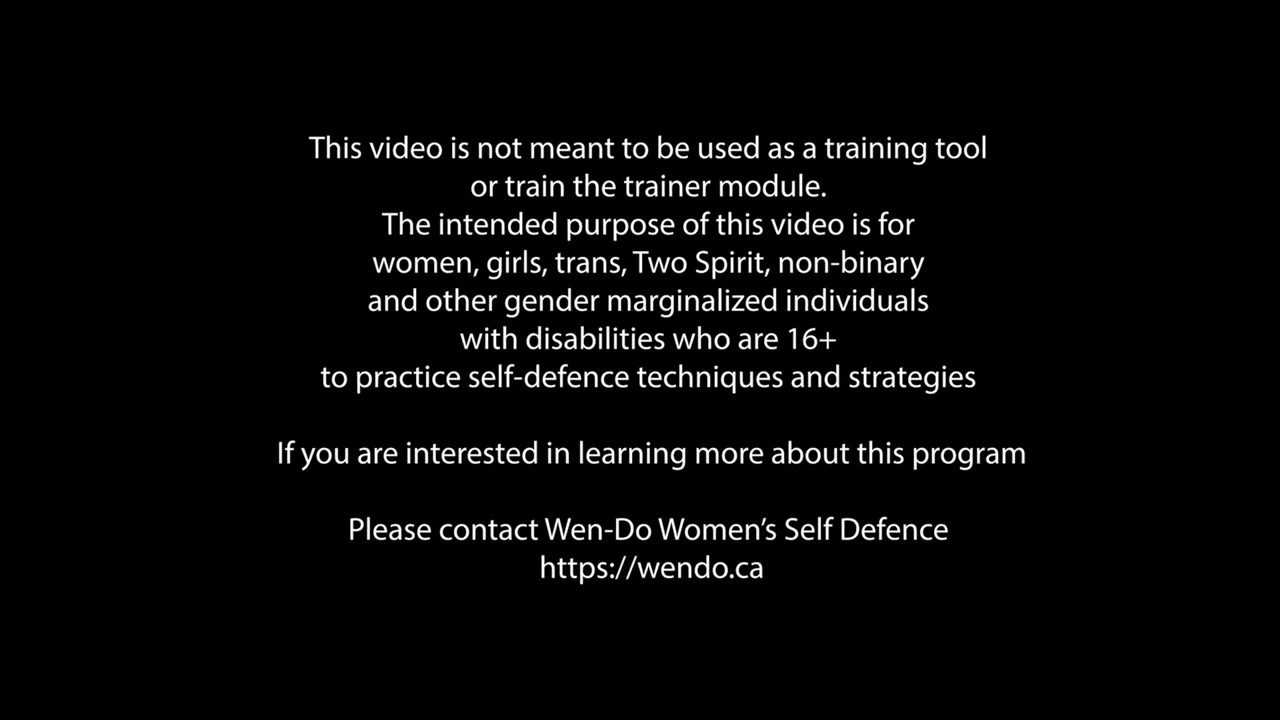 This video is not meant to be used as a training tool
or train the trainer module.
The intended purpose of this video is for
women, girls, trans, Two Spirit, non-binary
and other gender marginalized individuals
with disabilities who are 16+
to practice self-defence techniques and strategies
If you are interested in learning more about this program
Please contact Wen-Do Women’s Self Defence
https://wendo.ca